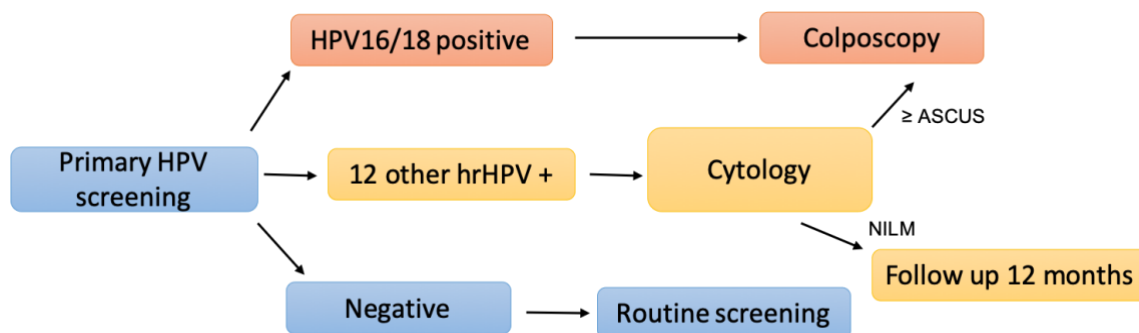 HPV16/18 positive
Colposcopy
≥ ASCUS
Primary HPV
screening
12 other hrHPV +
Cytology
NILM
Follow up 12 months
Negative
Routine screening